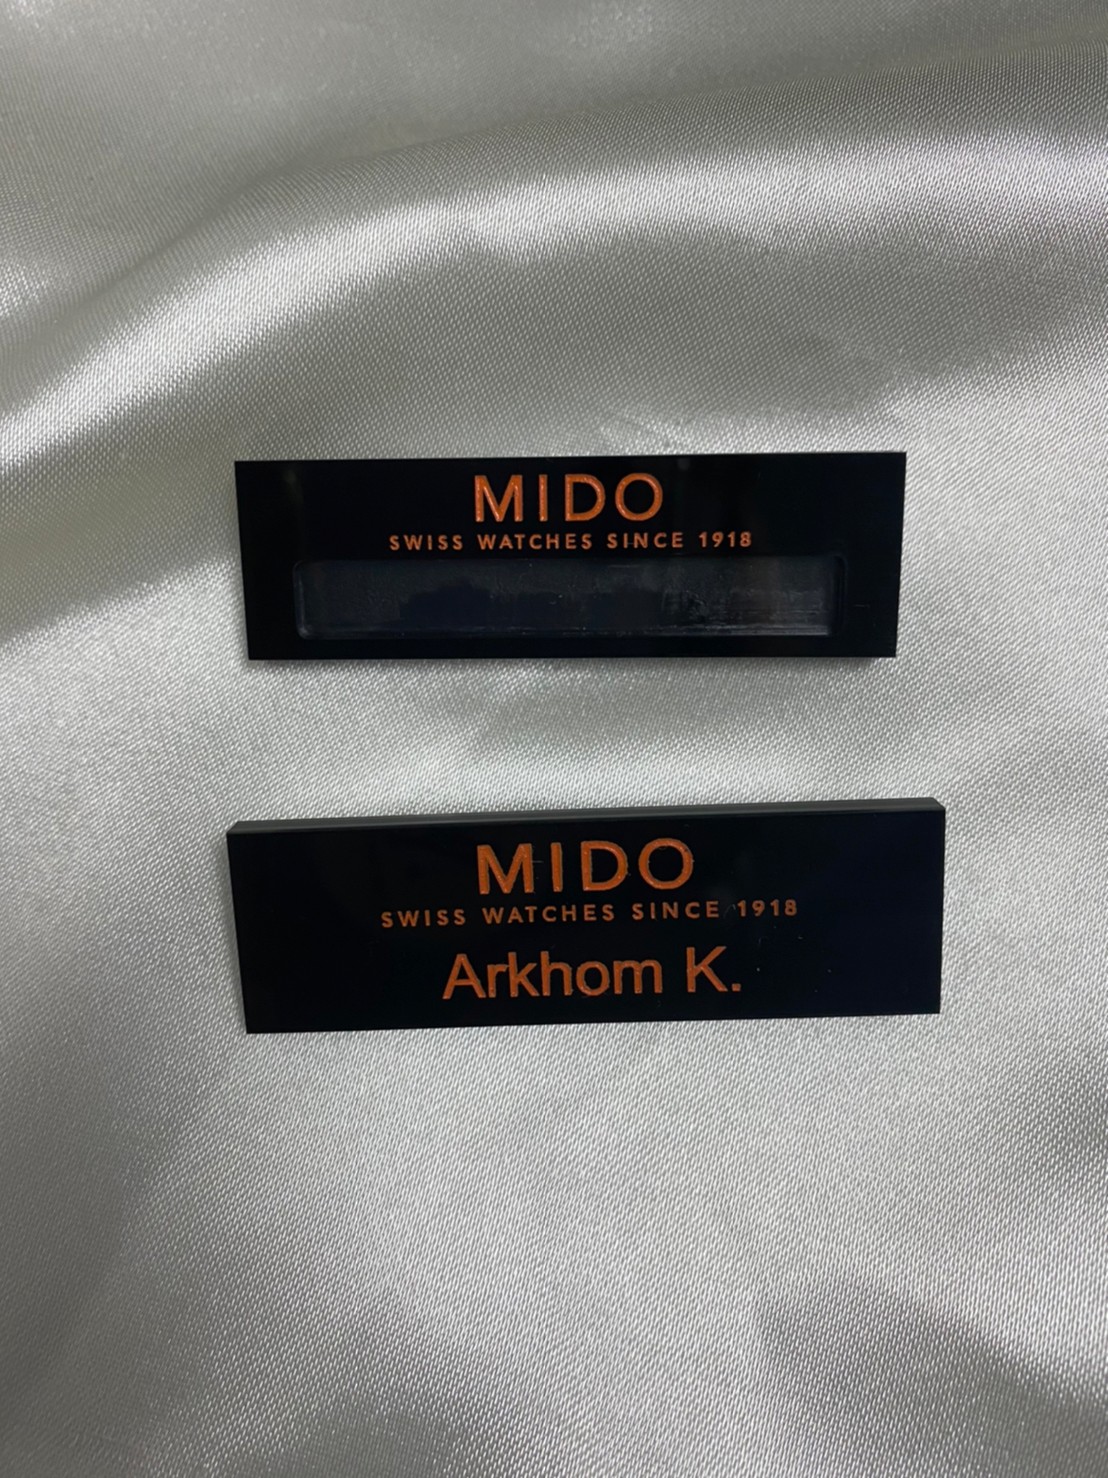 MIDO
SWISS WATCHES SINCE 1918
MIDO
SWISS WATCHES SINCE 1918
Arkhom K.